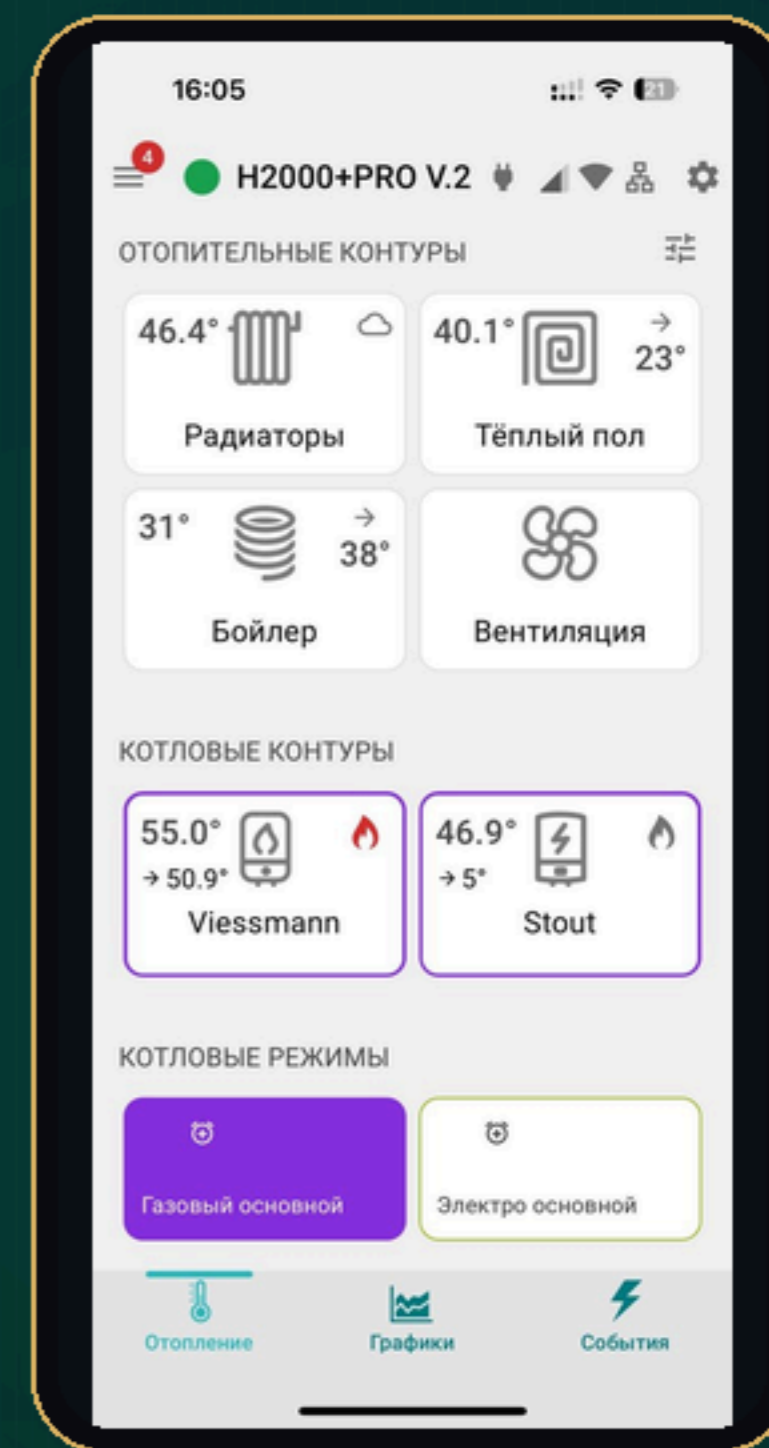 16:05
21
4
H2000+PRO V.2
ОТОПИТЕЛЬНЫЕ КОНТУРЫ
46.4°
40.1°
→
23°
Радиаторы
Тёплый пол
31°
→
38°
Бойлер
Вентиляция
КОТЛОВЫЕ КОНТУРЫ
55.0°
→ 50.9°
46.9°
→ 5°
Viessmann
Stout
КОТЛОВЫЕ РЕЖИМЫ
Газовый основной
Электро основной
Отопление
Графики
События